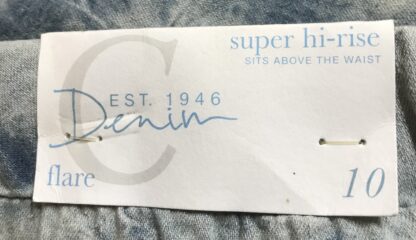 super hi-rise
SITS ABOVE THE WAIST
C
EST. 1946
Denim
flare
10